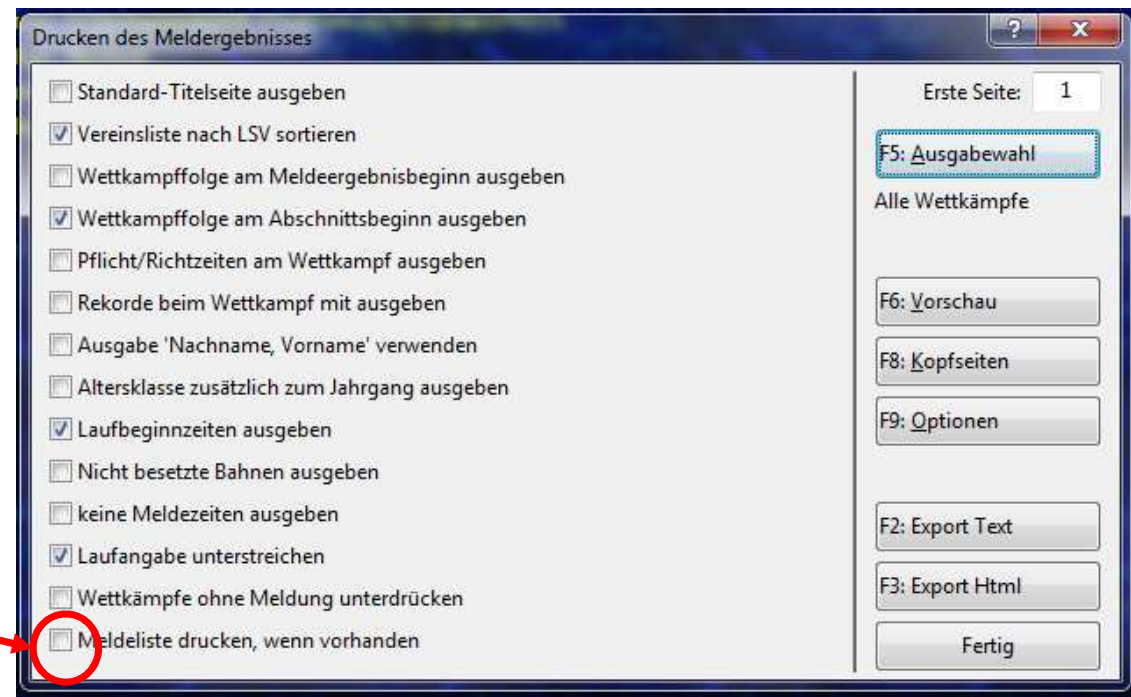 Drucken des Meldergebnisses
Standard-Titelseite ausgeben
Vereinsliste nach LSV sortieren
Wettkampffolge am Meldeergebnisbeginn ausgeben
Wettkampffolge am Abschnittsbeginn ausgeben
Pflicht/Richtzeiten am Wettkampf ausgeben
Rekorde beim Wettkampf mit ausgeben
Ausgabe 'Nachname, Vorname' verwenden
Altersklasse zusätzlich zum Jahrgang ausgeben
Laufbeginnzeiten ausgeben
Nicht besetzte Bahnen ausgeben
keine Meldezeiten ausgeben
Laufangabe unterstreichen
Wettkämpfe ohne Meldung unterdrücken
Meldeliste drucken, wenn vorhanden
Erste Seite: 1
F5: Ausgabewahl
Alle Wettkämpfe
F6: Vorschau
F8: Kopfseiten
F9: Optionen
F2: Export Text
F3: Export Html
Fertig